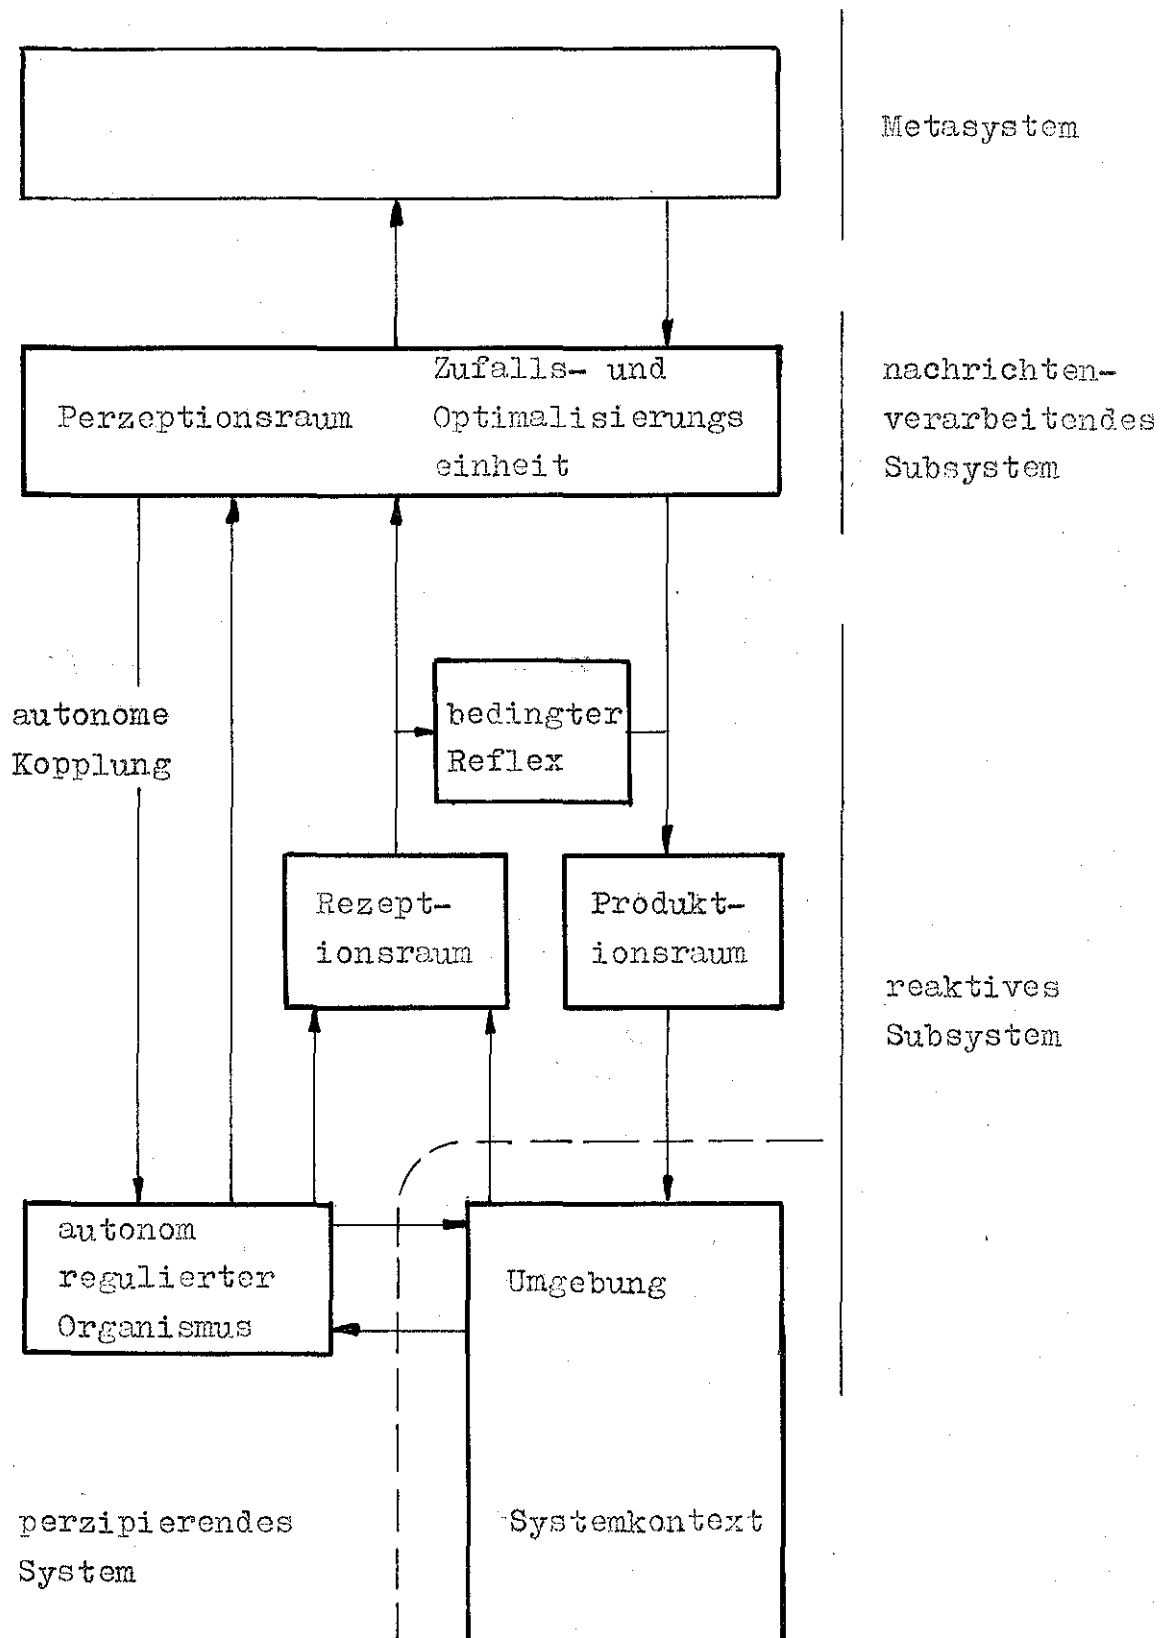 Metasystem
Zufalls- und
Perzeptionsraum
Optimalisierungs
einheit
nachrichten-
verarbeitendes
Subsystem
autonome
Kopplung
bedingter
Reflex
Rezept-
ionsraum
Produkt-
ionsraum
reaktives
Subsystem
autonom
regulierter
Organismus
Umgebung
perzipierendes
System
Systemkontext